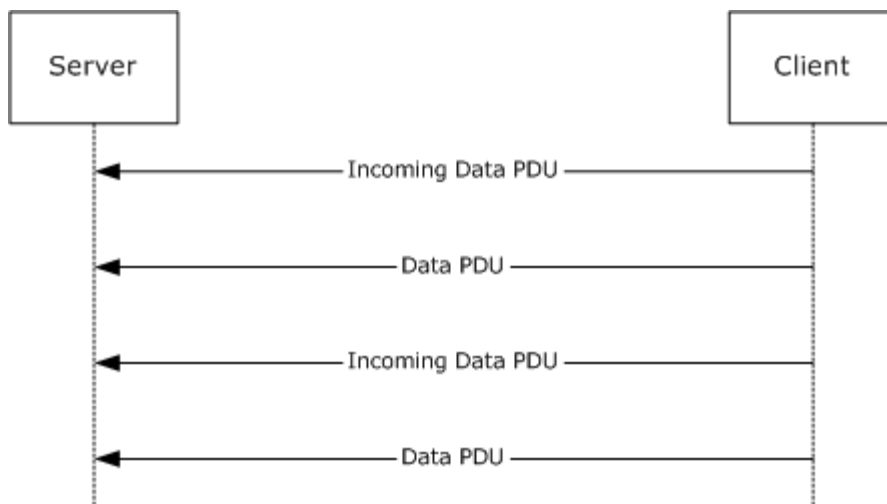 Server
Client
Incoming Data PDU
Data PDU
Incoming Data PDU
Data PDU